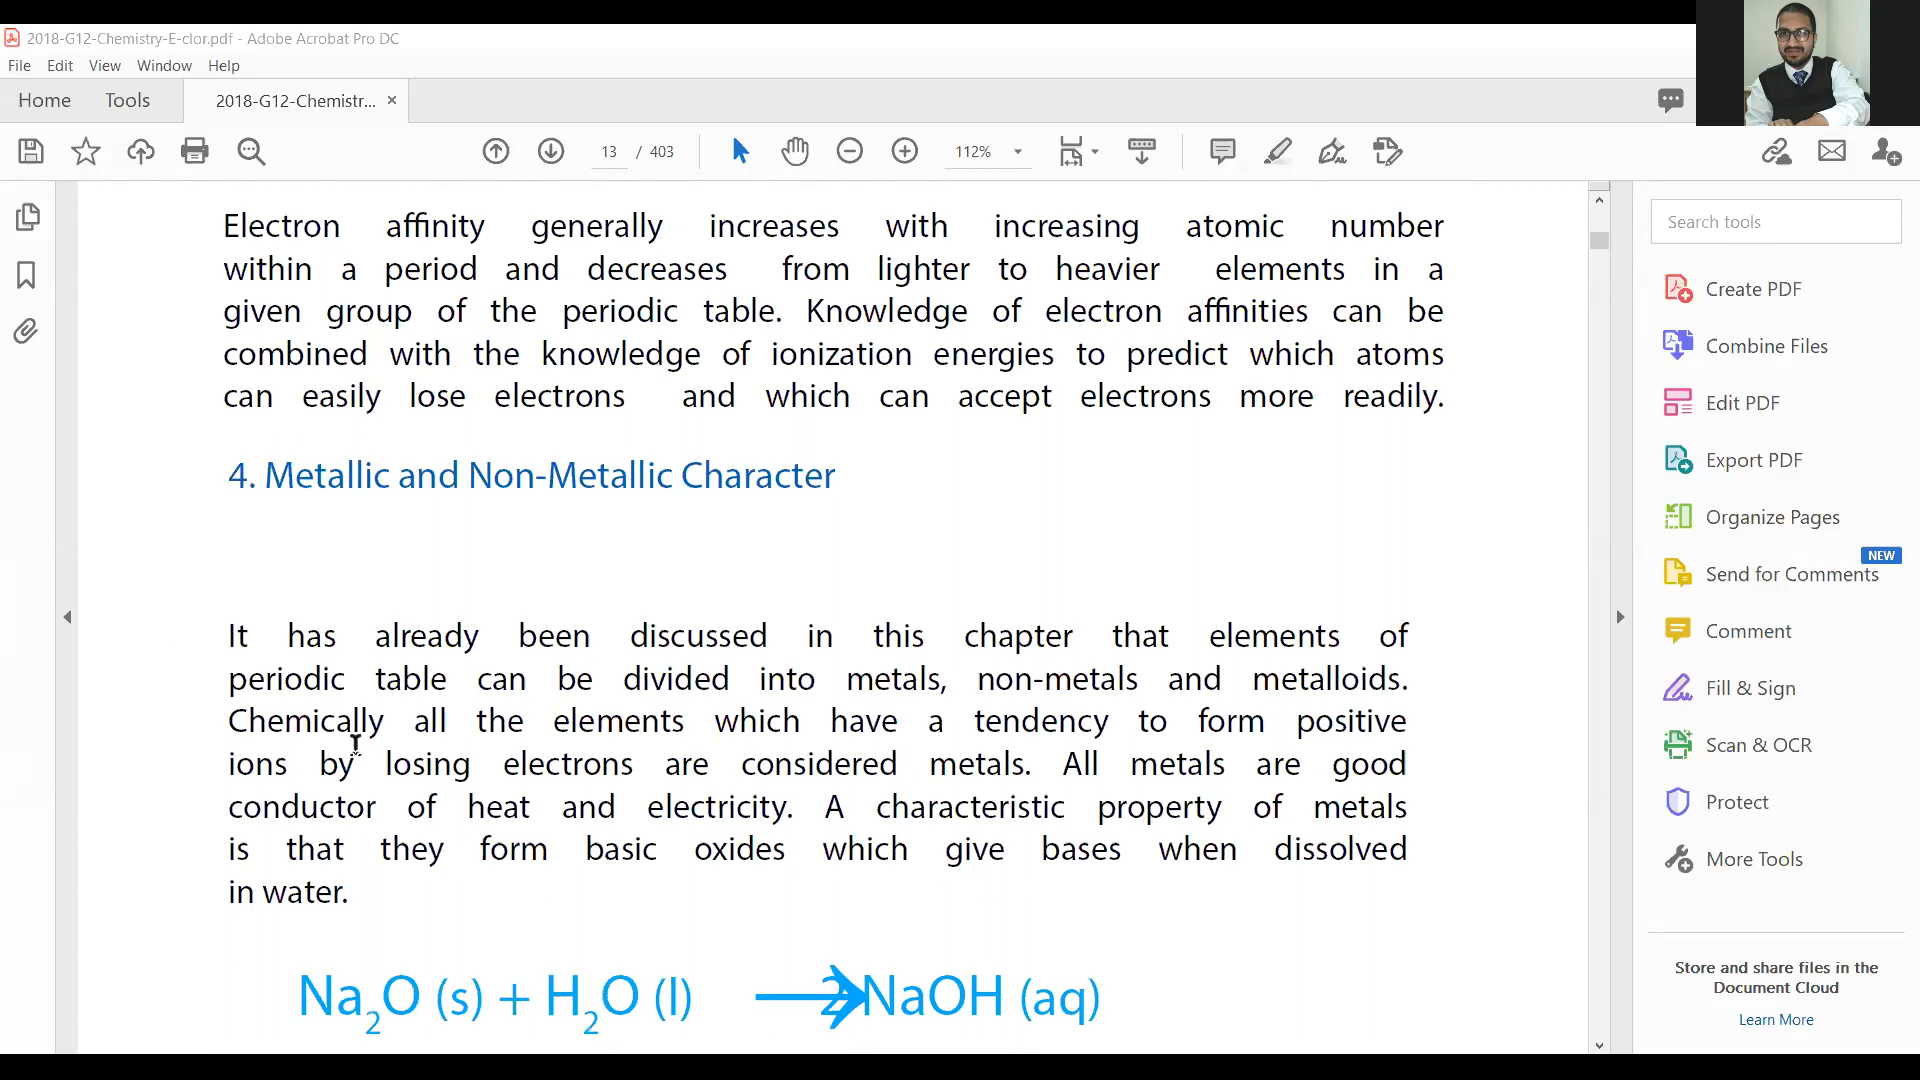 2018-G12-Chemistry-E-clor.pdf - Adobe Acrobat Pro DC
File Edit View Window Help
Home Tools 2018-G12-Chemistr... ×
13 / 403 112%
Electron affinity generally increases with increasing atomic number
within a period and decreases from lighter to heavier elements in a
given group of the periodic table. Knowledge of electron affinities can be
combined with the knowledge of ionization energies to predict which atoms
can easily lose electrons and which can accept electrons more readily.
4. Metallic and Non-Metallic Character
It has already been discussed in this chapter that elements of
periodic table can be divided into metals, non-metals and metalloids.
Chemically all the elements which have a tendency to form positive
ions by losing electrons are considered metals. All metals are good
conductor of heat and electricity. A characteristic property of metals
is that they form basic oxides which give bases when dissolved
in water.
Na₂O (s) + H₂O (l) → 2NaOH (aq)
Search tools
Create PDF
Combine Files
Edit PDF
Export PDF
Organize Pages
NEW
Send for Comments
Comment
Fill & Sign
Scan & OCR
Protect
More Tools
Store and share files in the
Document Cloud
Learn More